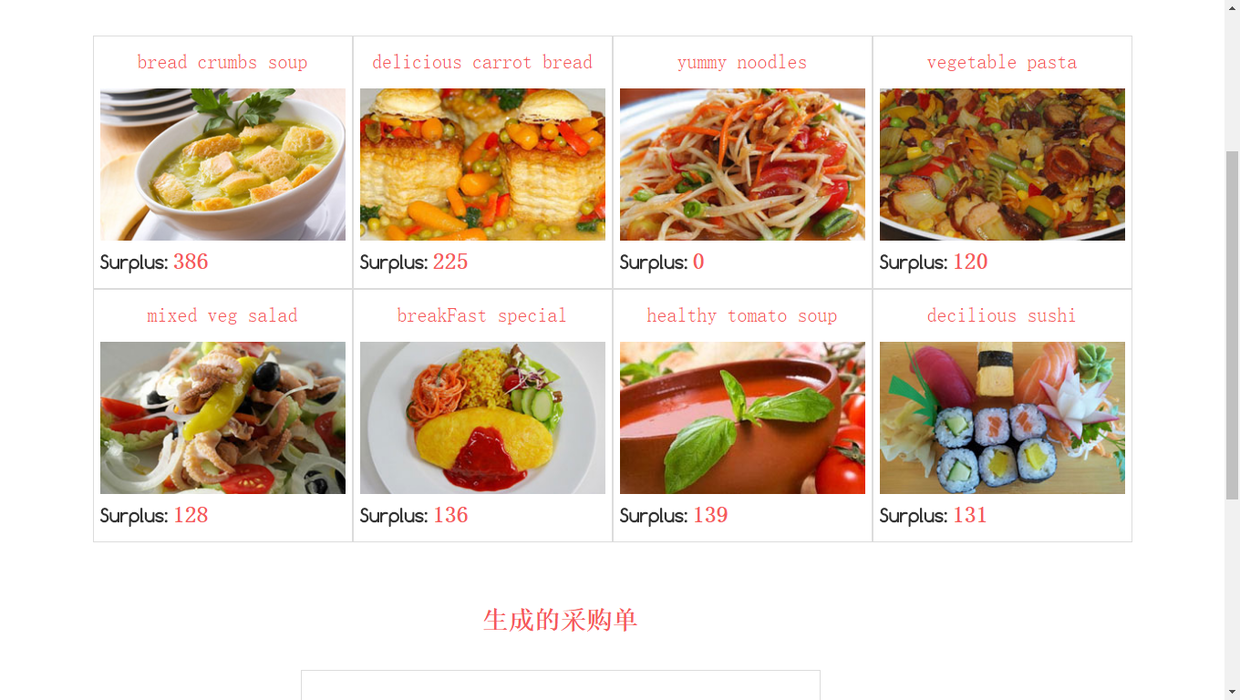 bread crumbs soup
delicious carrot bread
yummy noodles
vegetable pasta
Surplus: 386
Surplus: 225
Surplus: 0
Surplus: 120
mixed veg salad
breakFast special
healthy tomato soup
decilious sushi
Surplus: 128
Surplus: 136
Surplus: 139
Surplus: 131
生成的采购单